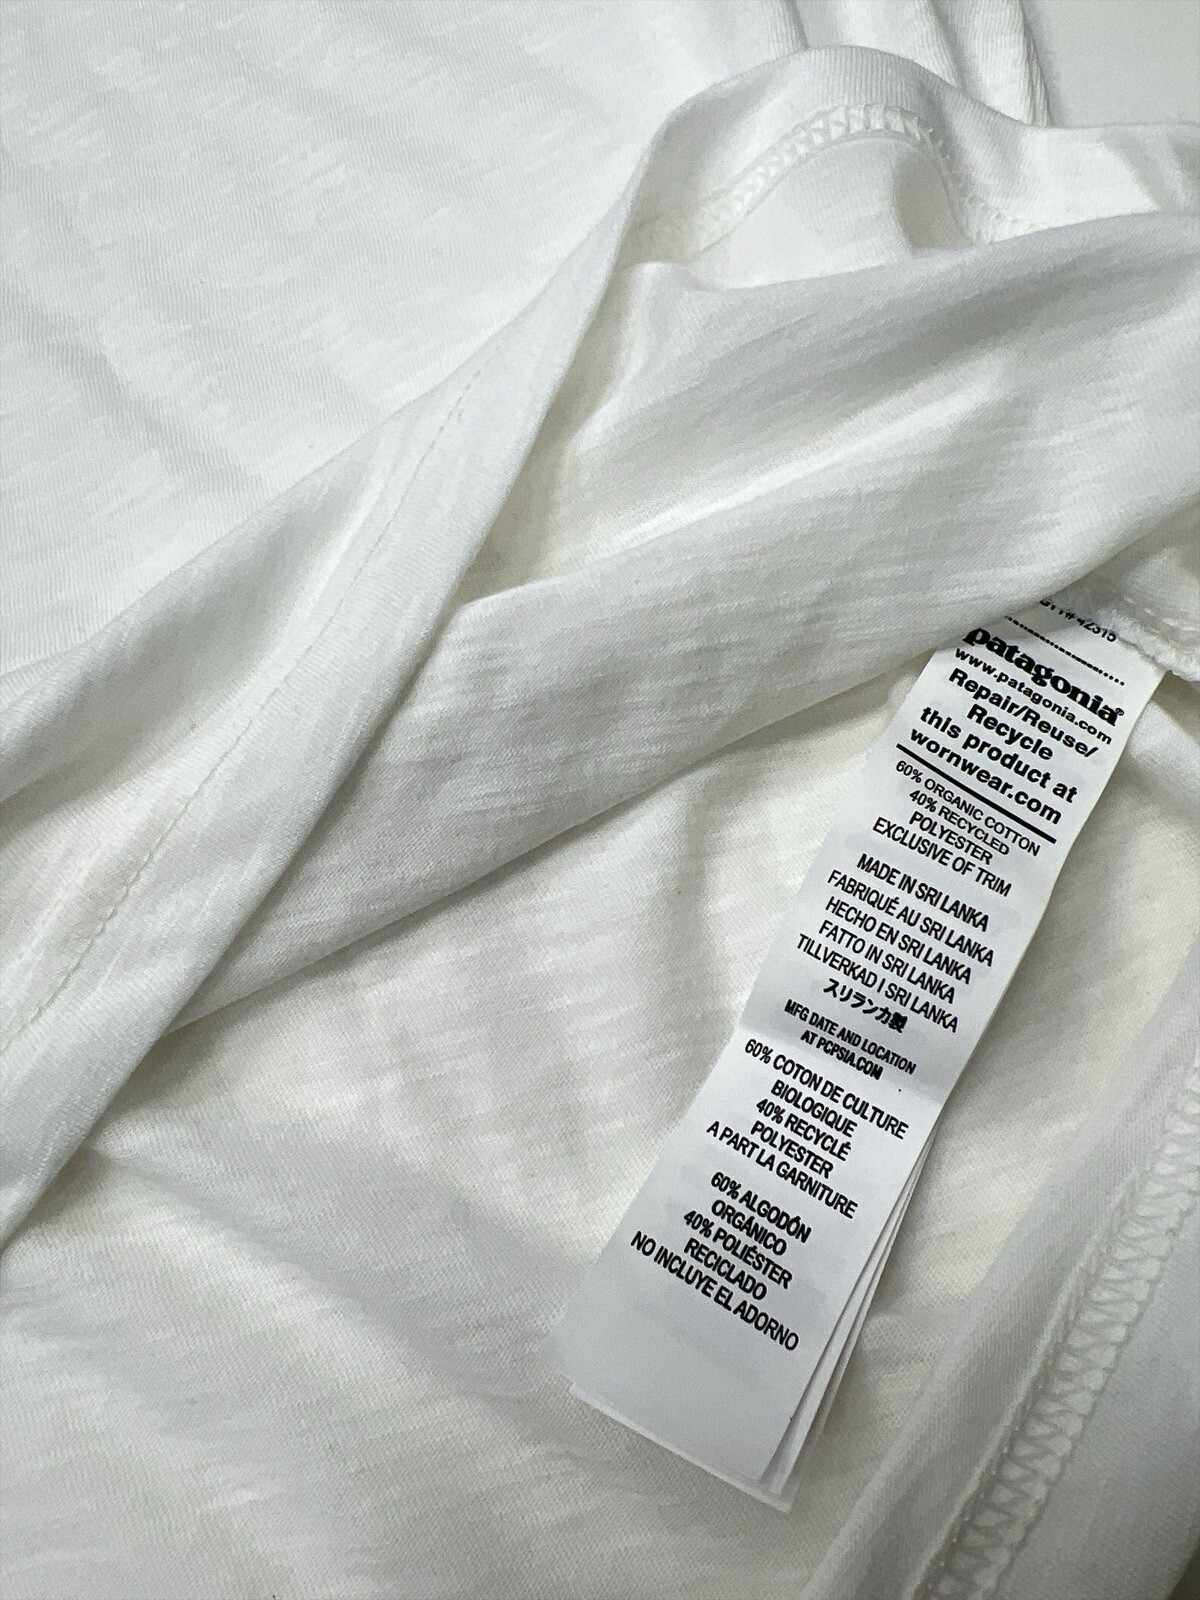 42315
patagonia®
www.patagonia.com
Repair/Reuse/
Recycle
this product at
wornwear.com
60% ORGANIC COTTON
40% RECYCLED
POLYESTER
EXCLUSIVE OF TRIM
MADE IN SRI LANKA
FABRIQUÉ AU SRI LANKA
HECHO EN SRI LANKA
FATTO IN SRI LANKA
TILLVERKAD I SRI LANKA
スリランカ製
MFG DATE AND LOCATION
AT PCPSIA.COM
60% COTON DE CULTURE
BIOLOGIQUE
40% RECYCLÉ
POLYESTER
A PART LA GARNITURE
60% ALGODÓN
ORGÁNICO
40% POLIÉSTER
RECICLADO
NO INCLUYE EL ADORNO